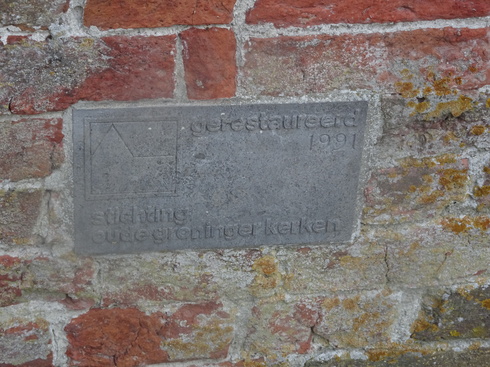 gerestaureerd
1991
stichting
oude groninger kerken